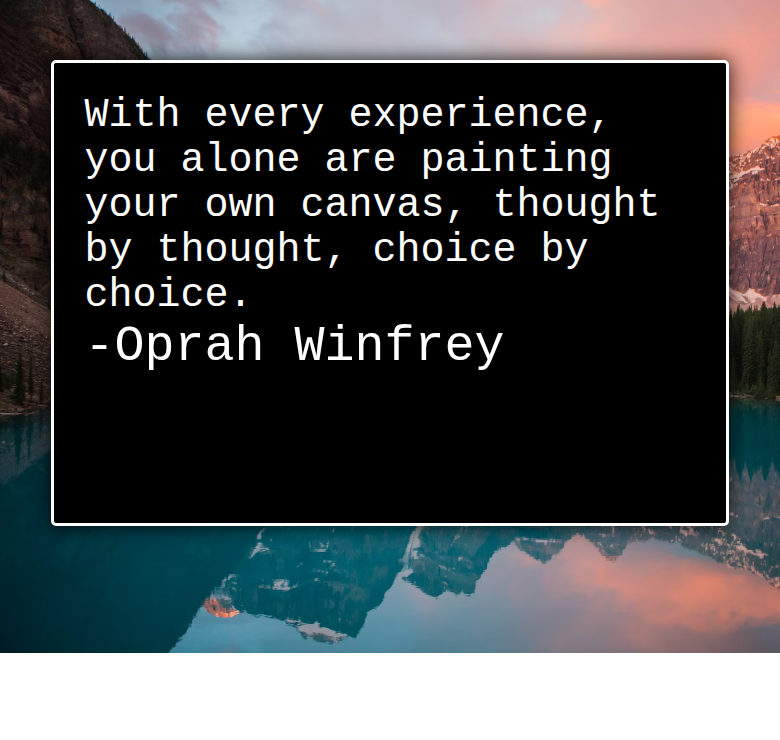 With every experience,
you alone are painting
your own canvas, thought
by thought, choice by
choice.
-Oprah Winfrey